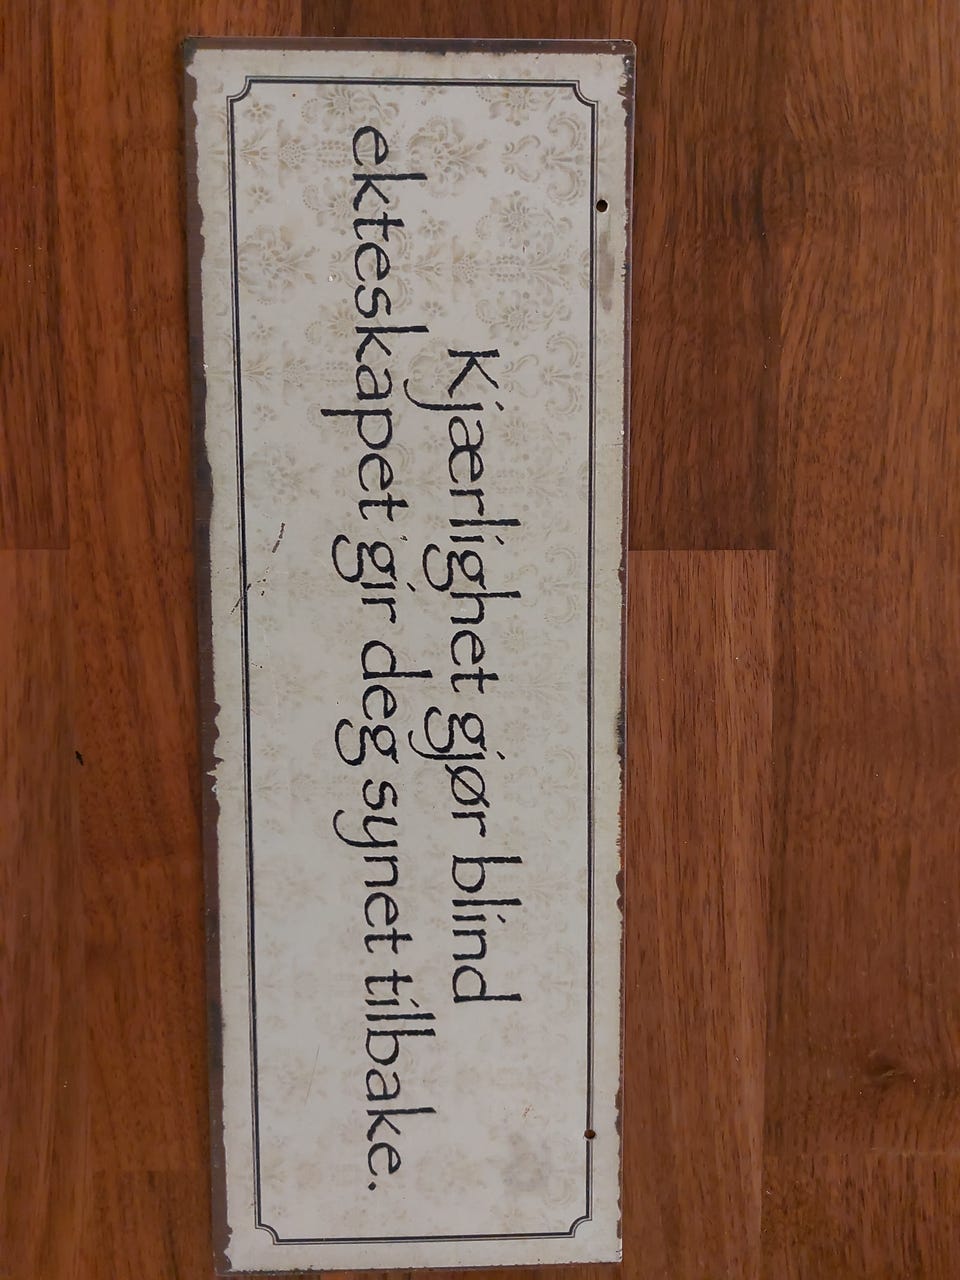 Kjærlighet gjør blind
ekteskapet gir deg synet tilbake.